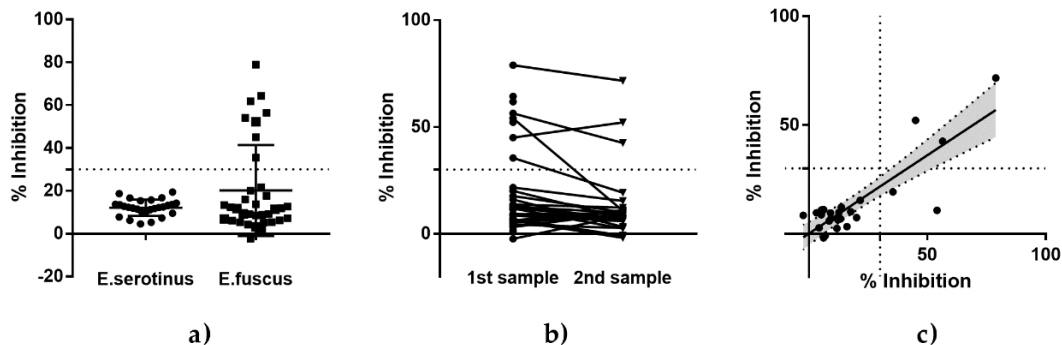 100
80
60
40
20
0
-20
% Inhibition
E.serotinus E.fuscus
a)
100
50
0
% Inhibition
1st sample 2nd sample
b)
100
50
% Inhibition
50 100
% Inhibition
c)